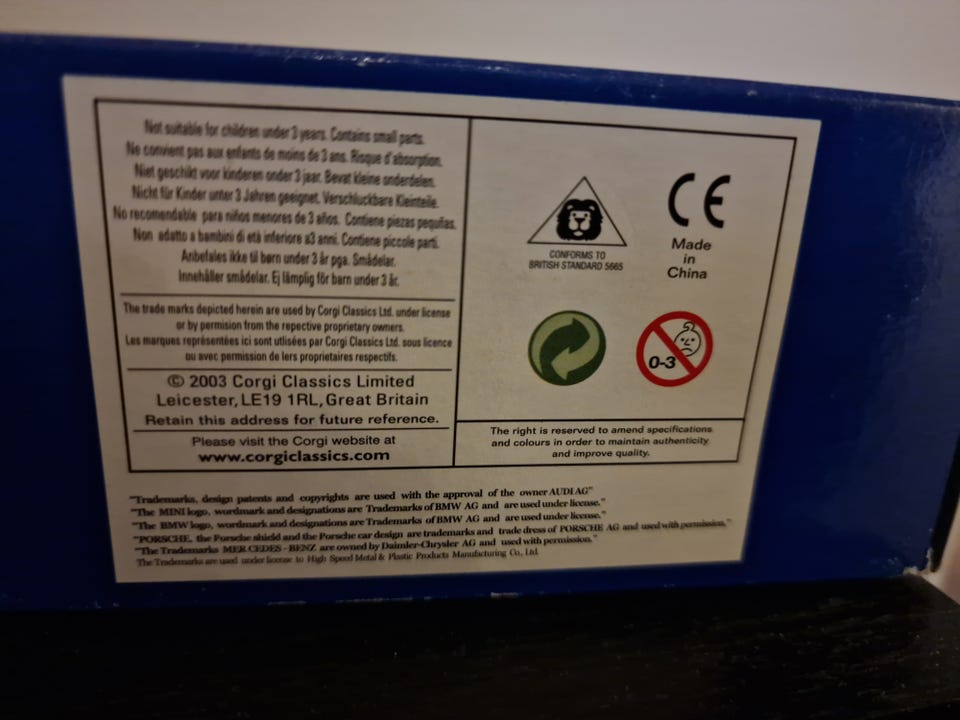 Not suitable for children under 3 years. Contains small parts.
Ne convient pas aux enfants de moins de 3 ans. Risque d'absorption.
Niet geschikt voor kinderen onder 3 jaar. Bevat kleine onderdelen.
Nicht für Kinder unter 3 Jahren geeignet. Verschluckbare Kleinteile.
No recomendable para niños menores de 3 años. Contiene piezas pequñas.
Non adatto a bambini di età inferiore a3 anni. Contiene piccole parti.
Anbefales ikke til barn under 3 år pga. Smådelar.
Innehåller smådelar. Ej lämplig för barn under 3 år.
The trade marks depicted herein are used by Corgi Classics Ltd. under license
or by permision from the repective proprietary owners.
Les marques représentées ici sont utlisées par Corgi Classics Ltd. sous licence
ou avec permission de lers proprietaires respectifs.
© 2003 Corgi Classics Limited
Leicester, LE19 1RL, Great Britain
Retain this address for future reference.
Please visit the Corgi website at
www.corgiclassics.com
CONFORMS TO
BRITISH STANDARD 5665
CE
Made
in
China
0-3
The right is reserved to amend specifications
and colours in order to maintain authenticity
and improve quality.
"Trademarks, design patents and copyrights are used with the approval of the owner AUDI AG"
"The MINI logo, wordmark and designations are Trademarks of BMW AG and are used under license."
"The BMW logo, wordmark and designations are Trademarks of BMW AG and are used under license."
"PORSCHE, the Porsche shield and the Porsche car design are trademarks and trade dress of PORSCHE AG and used with permission."
"The Trademarks MERCEDES-BENZ are owned by Daimler-Chrysler AG and used with permission."
The Trademarks are used under license to High Speed Metal & Plastic Products Manufacturing Co., Ltd.